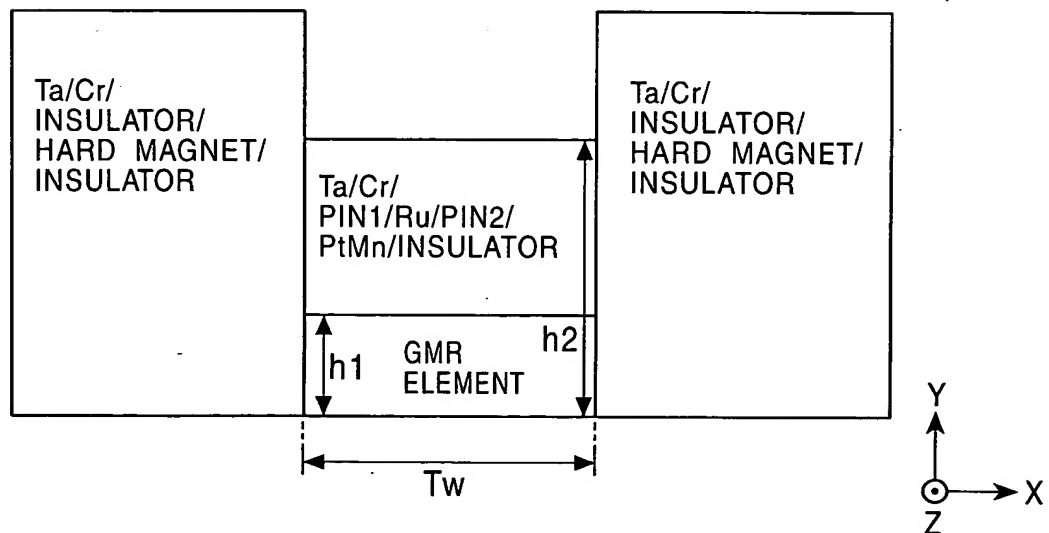 Ta/Cr/
INSULATOR/
HARD MAGNET/
INSULATOR
Ta/Cr/
PIN1/Ru/PIN2/
PtMn/INSULATOR
Ta/Cr/
INSULATOR/
HARD MAGNET/
INSULATOR
h1
GMR
ELEMENT
h2
Tw
Y
X
Z